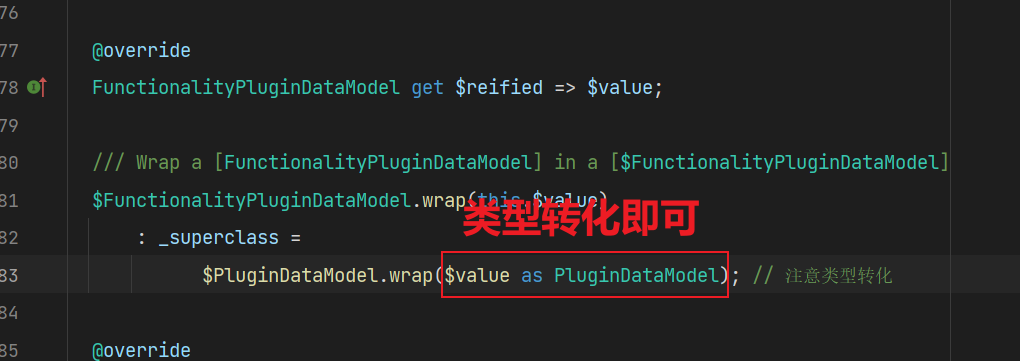 76
77 @override
78 FunctionalityPluginDataModel get $reified => $value;
79
80 /// Wrap a [FunctionalityPluginDataModel] in a [$FunctionalityPluginDataModel]
81 $FunctionalityPluginDataModel.wrap(this.$value)
类型转化即可
82 : _superclass =
83 $PluginDataModel.wrap($value as PluginDataModel); // 注意类型转化
84
85 @override